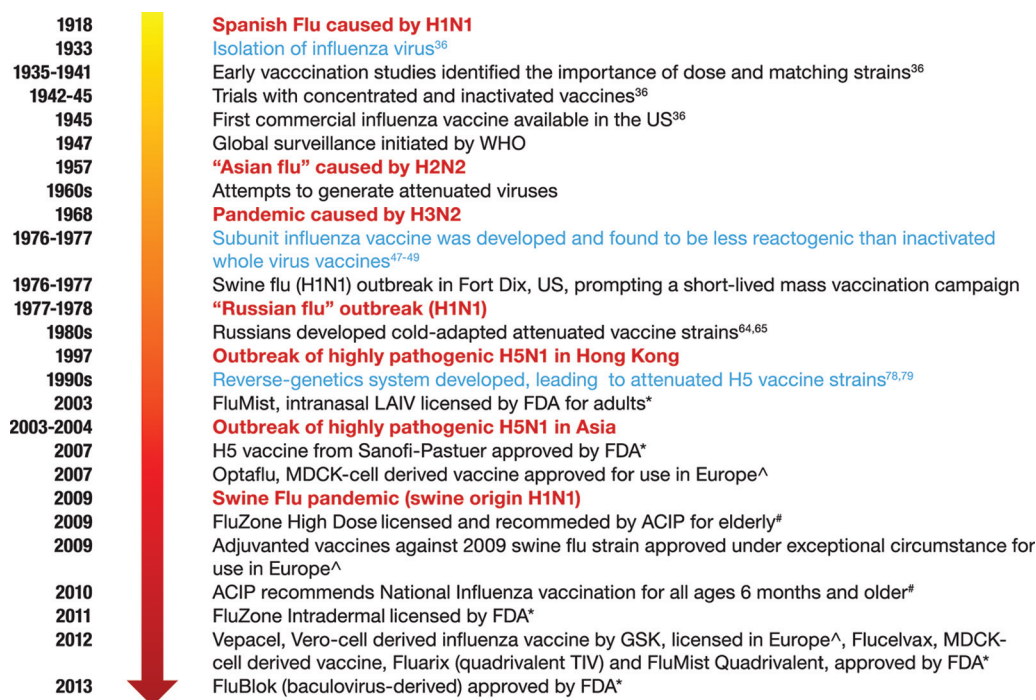 1918 Spanish Flu caused by H1N1
1933 Isolation of influenza virus36
1935-1941 Early vacccination studies identified the importance of dose and matching strains36
1942-45 Trials with concentrated and inactivated vaccines36
1945 First commercial influenza vaccine available in the US36
1947 Global surveillance initiated by WHO
1957 “Asian flu” caused by H2N2
1960s Attempts to generate attenuated viruses
1968 Pandemic caused by H3N2
1976-1977 Subunit influenza vaccine was developed and found to be less reactogenic than inactivated
whole virus vaccines47-49
1976-1977 Swine flu (H1N1) outbreak in Fort Dix, US, prompting a short-lived mass vaccination campaign
1977-1978 “Russian flu” outbreak (H1N1)
1980s Russians developed cold-adapted attenuated vaccine strains64,65
1997 Outbreak of highly pathogenic H5N1 in Hong Kong
1990s Reverse-genetics system developed, leading to attenuated H5 vaccine strains78,79
2003 FluMist, intranasal LAIV licensed by FDA for adults*
2003-2004 Outbreak of highly pathogenic H5N1 in Asia
2007 H5 vaccine from Sanofi-Pastuer approved by FDA*
2007 Optaflu, MDCK-cell derived vaccine approved for use in Europe^
2009 Swine Flu pandemic (swine origin H1N1)
2009 FluZone High Dose licensed and recommeded by ACIP for elderly#
2009 Adjuvanted vaccines against 2009 swine flu strain approved under exceptional circumstance for
use in Europe^
2010 ACIP recommends National Influenza vaccination for all ages 6 months and older#
2011 FluZone Intradermal licensed by FDA*
2012 Vepacel, Vero-cell derived influenza vaccine by GSK, licensed in Europe^, Flucelvax, MDCK-
cell derived vaccine, Fluarix (quadrivalent TIV) and FluMist Quadrivalent, approved by FDA*
2013 FluBlok (baculovirus-derived) approved by FDA*